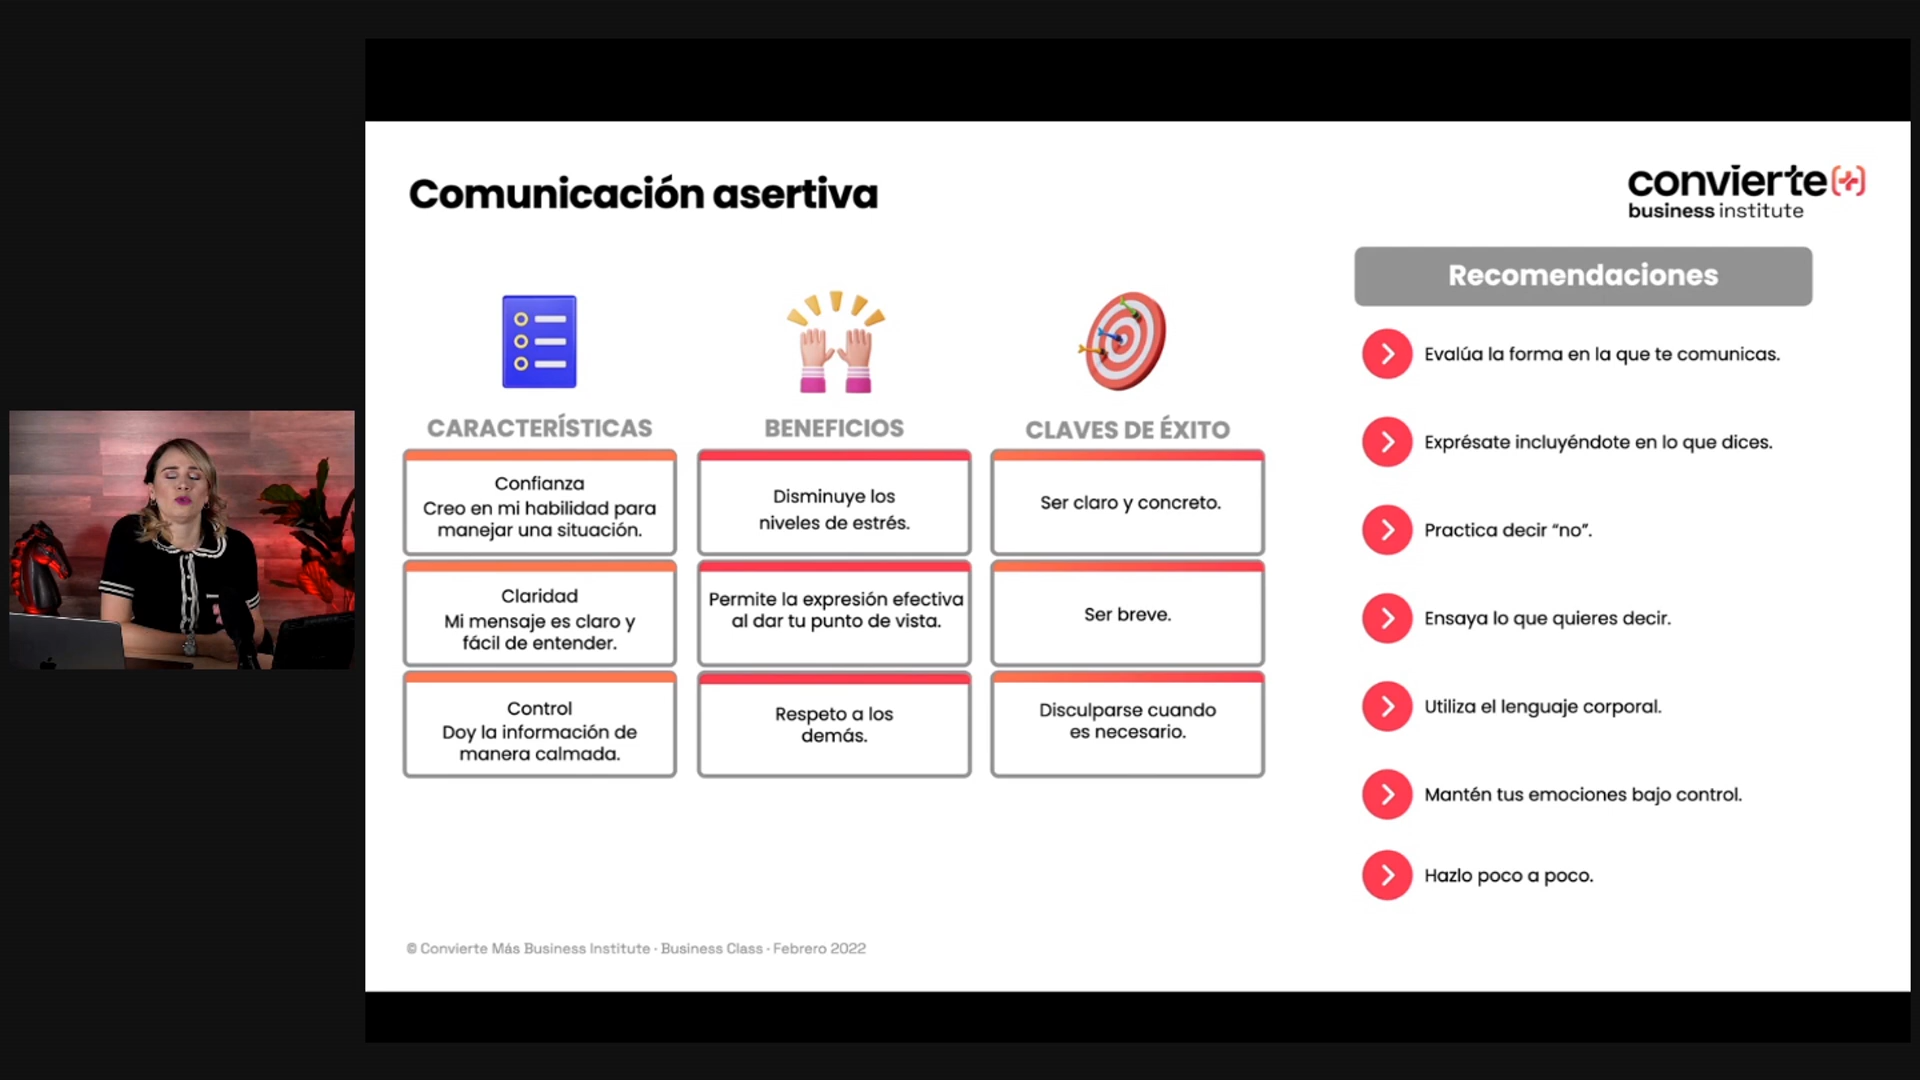 Comunicación asertiva
convierte[+]
business institute
CARACTERÍSTICAS
Confianza
Creo en mi habilidad para
manejar una situación.
Claridad
Mi mensaje es claro y
fácil de entender.
Control
Doy la información de
manera calmada.
BENEFICIOS
Disminuye los
niveles de estrés.
Permite la expresión efectiva
al dar tu punto de vista.
Respeto a los
demás.
CLAVES DE ÉXITO
Ser claro y concreto.
Ser breve.
Disculparse cuando
es necesario.
Recomendaciones
Evalúa la forma en la que te comunicas.
Exprésate incluyéndote en lo que dices.
Practica decir “no”.
Ensaya lo que quieres decir.
Utiliza el lenguaje corporal.
Mantén tus emociones bajo control.
Hazlo poco a poco.
© Convierte Más Business Institute · Business Class · Febrero 2022